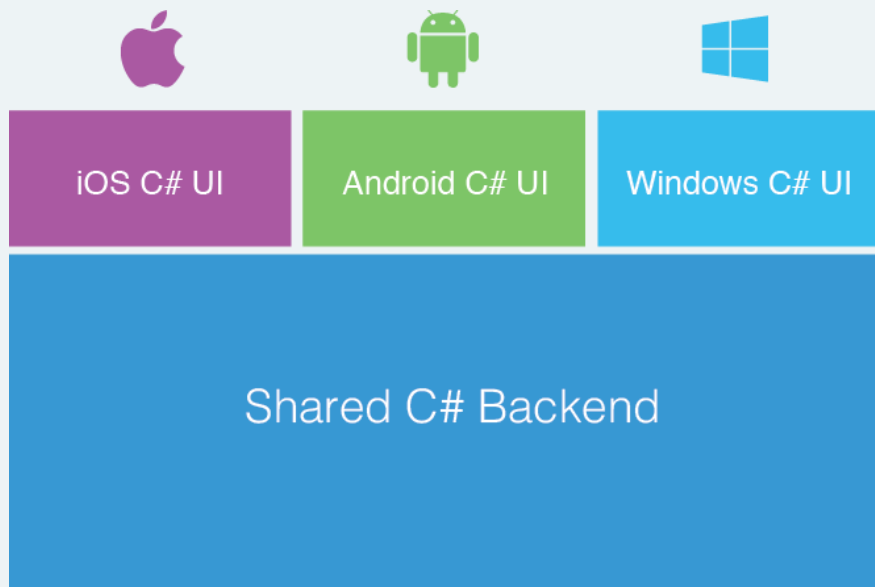 iOS C# UI
Android C# UI
Windows C# UI
Shared C# Backend